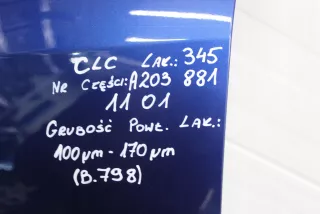 CLC LAK.: 345
NR CZĘŚCI: A203 881
11 01
GRUBOŚĆ POWŁ. LAK.:
100µm - 170µm
(B.798)